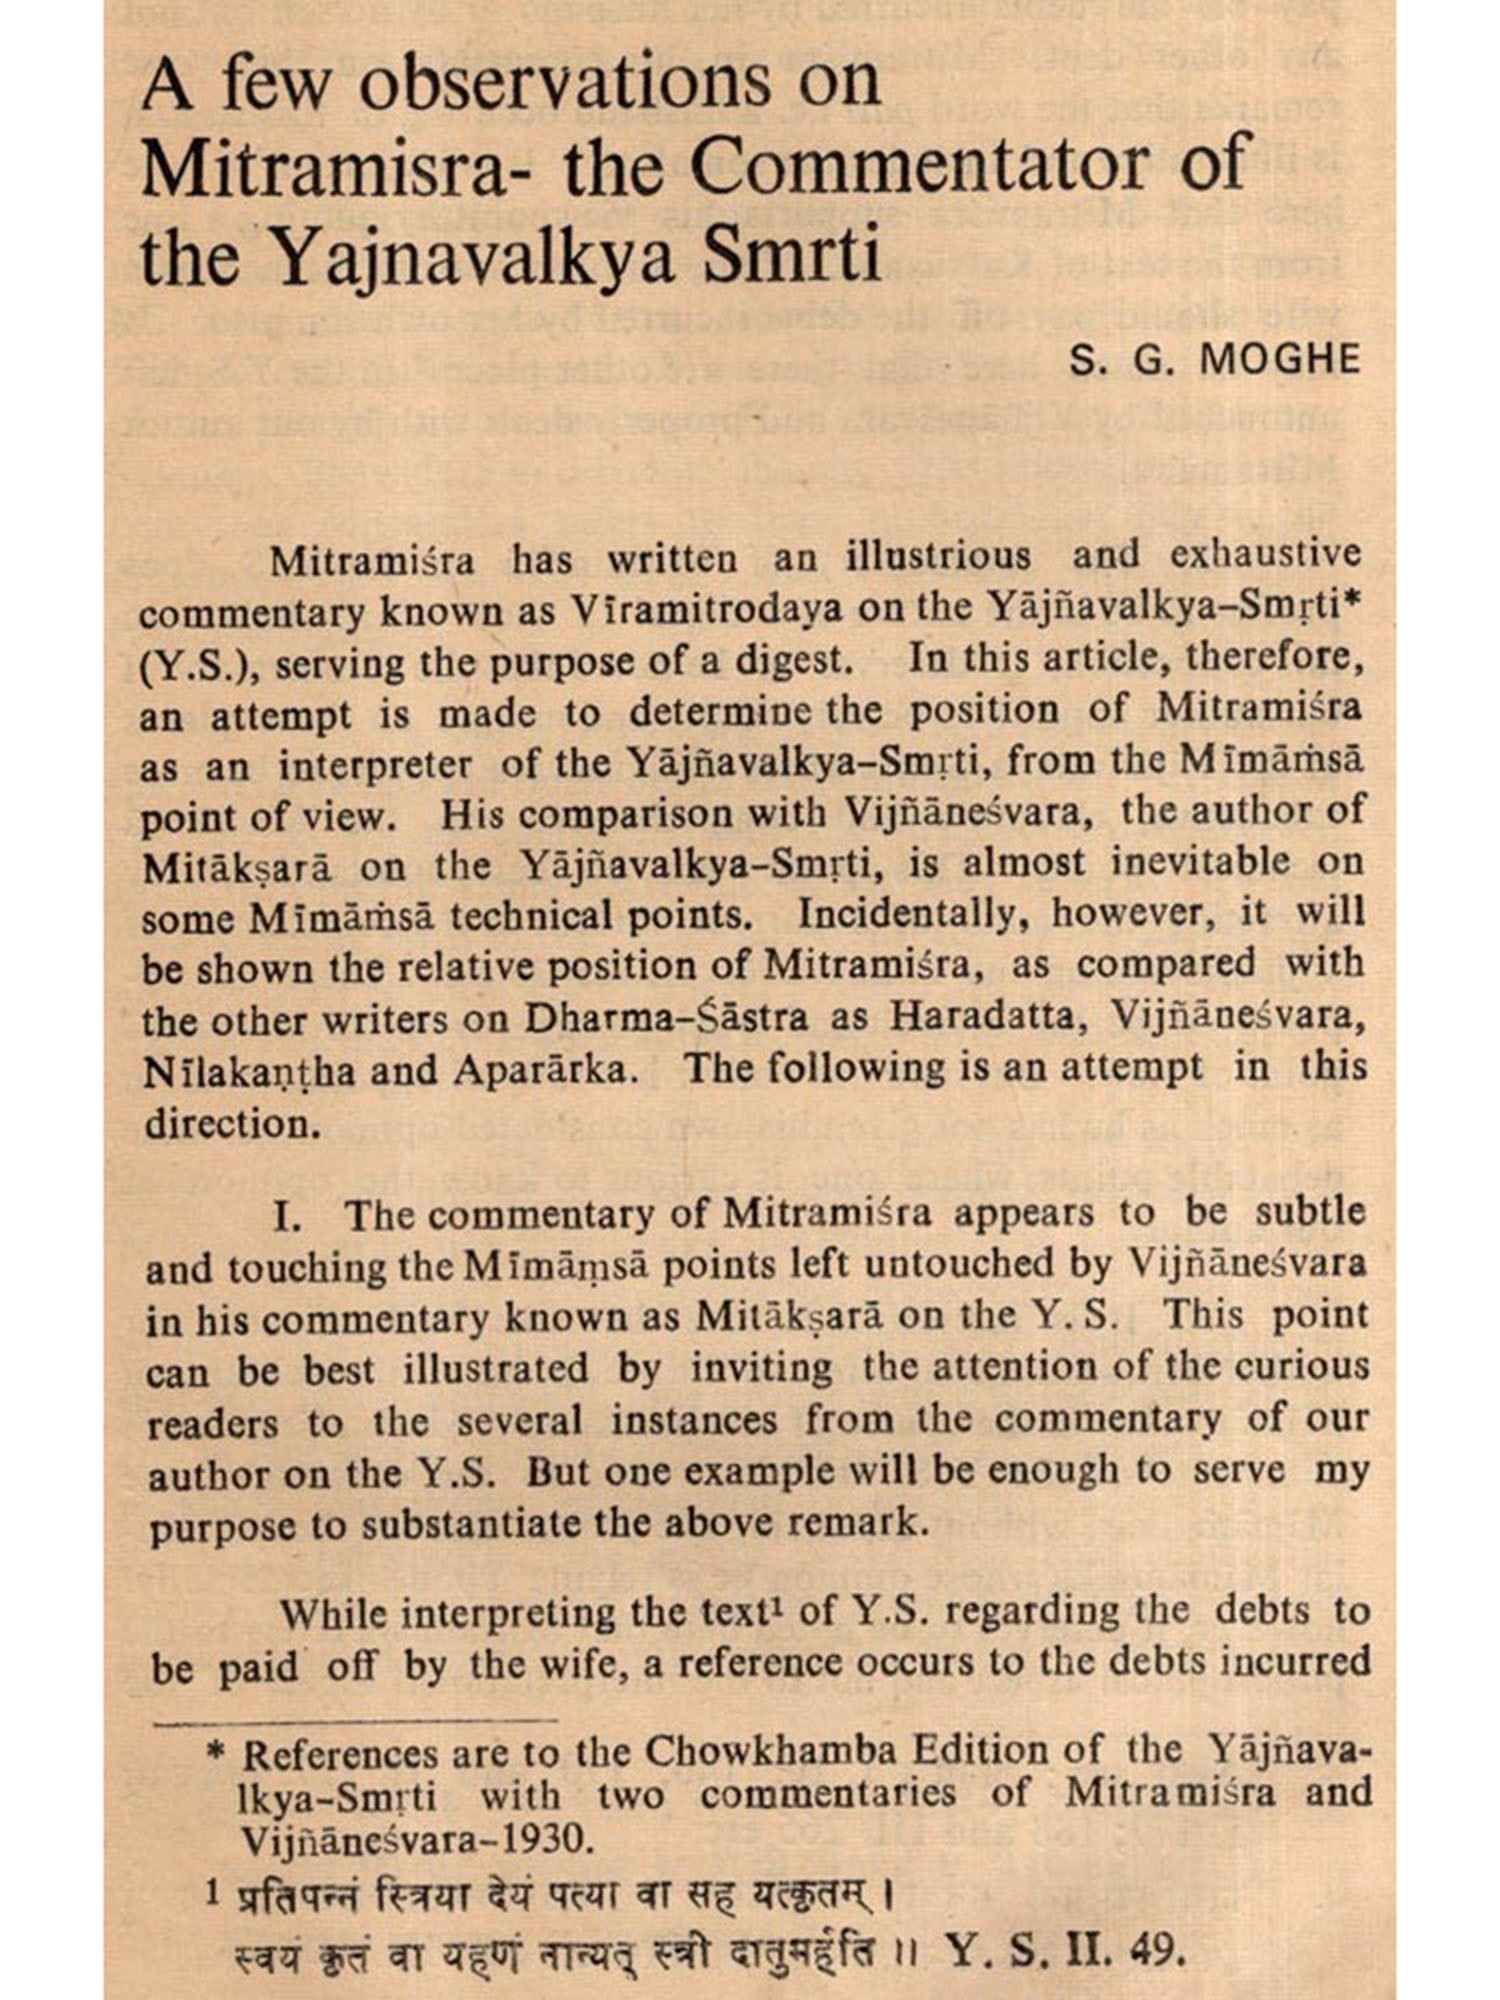 A few observations on
Mitramisra- the Commentator of
the Yajnavalkya Smrti
S. G. MOGHE
Mitramiśra has written an illustrious and exhaustive
commentary known as Vīramitrodaya on the Yājñavalkya–Smṛti*
(Y.S.), serving the purpose of a digest. In this article, therefore,
an attempt is made to determine the position of Mitramiśra
as an interpreter of the Yājñavalkya–Smṛti, from the Mīmāṁsā
point of view. His comparison with Vijñāneśvara, the author of
Mitākṣarā on the Yājñavalkya–Smṛti, is almost inevitable on
some Mīmāṁsā technical points. Incidentally, however, it will
be shown the relative position of Mitramiśra, as compared with
the other writers on Dharma–Śāstra as Haradatta, Vijñāneśvara,
Nīlakaṇṭha and Aparārka. The following is an attempt in this
direction.
I. The commentary of Mitramiśra appears to be subtle
and touching the Mīmāṃsā points left untouched by Vijñāneśvara
in his commentary known as Mitākṣarā on the Y. S. This point
can be best illustrated by inviting the attention of the curious
readers to the several instances from the commentary of our
author on the Y.S. But one example will be enough to serve my
purpose to substantiate the above remark.
While interpreting the text¹ of Y.S. regarding the debts to
be paid off by the wife, a reference occurs to the debts incurred
* References are to the Chowkhamba Edition of the Yājñava-
lkya–Smṛti with two commentaries of Mitramiśra and
Vijñāneśvara–1930.
1 प्रतिपन्नं स्त्रिया देयं पत्या वा सह यत्कृतम् ।
स्वयं कृतं वा यदृणं नान्यत् स्त्री दातुमर्हति ॥ Y. S. II. 49.